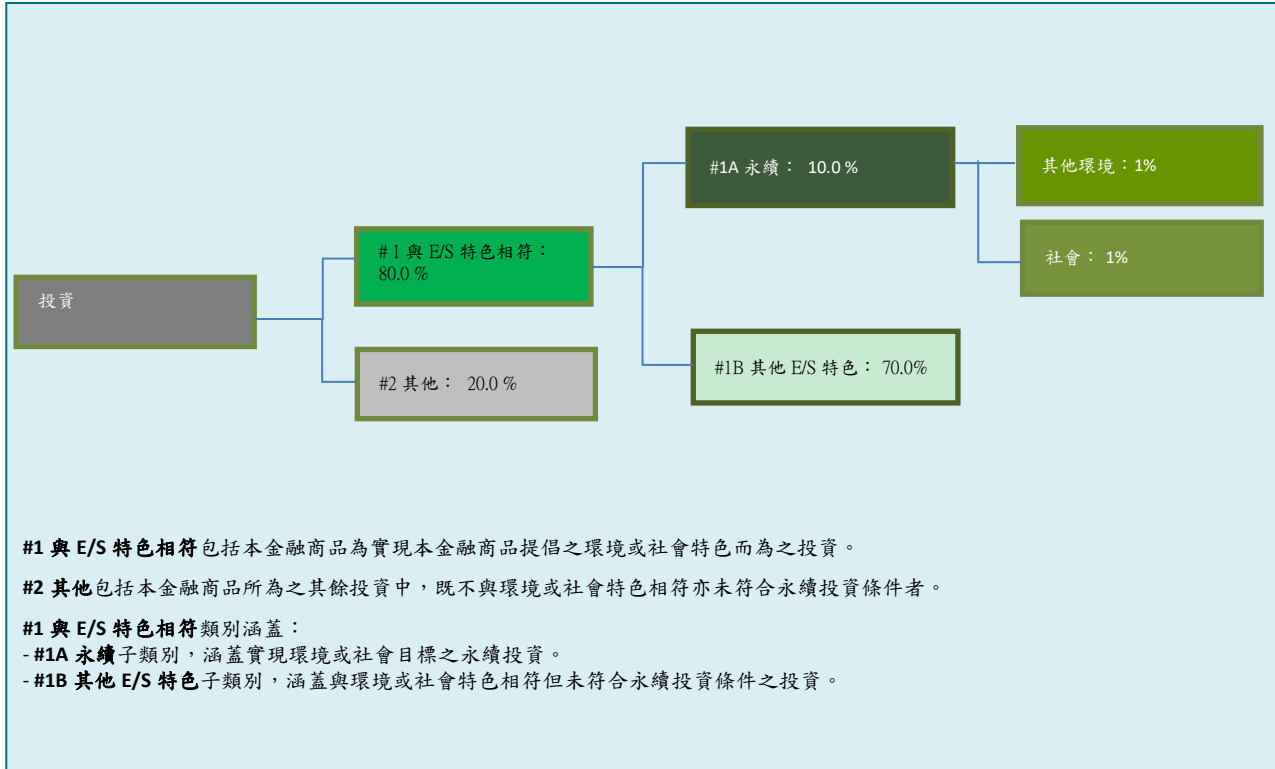 投資
# 1 與 E/S 特色相符：
80.0 %
#2 其他： 20.0 %
#1A 永續： 10.0 %
#1B 其他 E/S 特色： 70.0%
其他環境：1%
社會： 1%
#1 與 E/S 特色相符包括本金融商品為實現本金融商品提倡之環境或社會特色而為之投資。
#2 其他包括本金融商品所為之其餘投資中，既不與環境或社會特色相符亦未符合永續投資條件者。
#1 與 E/S 特色相符類別涵蓋：
- #1A 永續子類別，涵蓋實現環境或社會目標之永續投資。
- #1B 其他 E/S 特色子類別，涵蓋與環境或社會特色相符但未符合永續投資條件之投資。